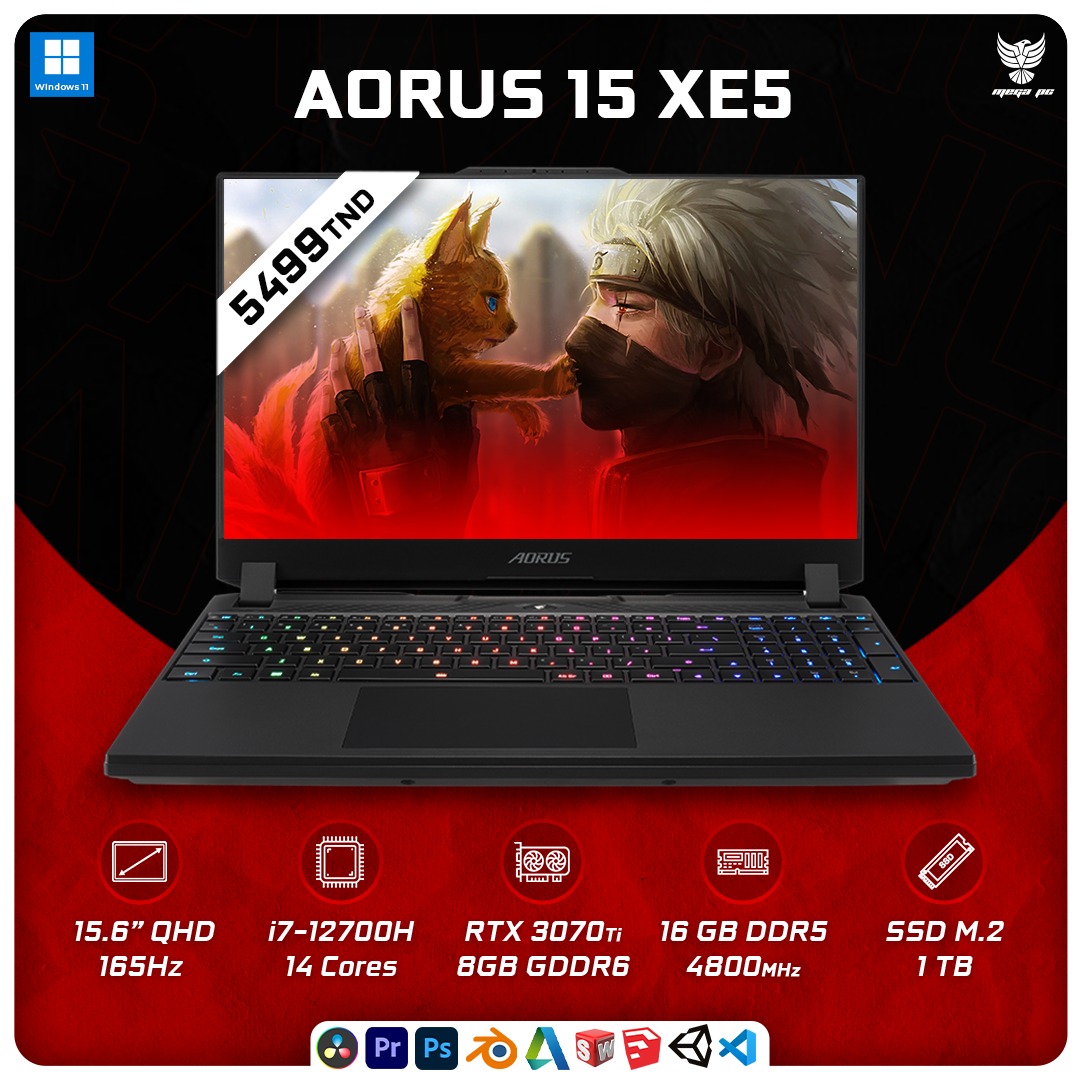 Windows 11
mega pc
AORUS 15 XE5
5499TND
AORUS
15.6" QHD
165Hz
i7-12700H
14 Cores
RTX 3070Ti
8GB GDDR6
16 GB DDR5
4800MHz
SSD
SSD M.2
1 TB
Pr
Ps
S W